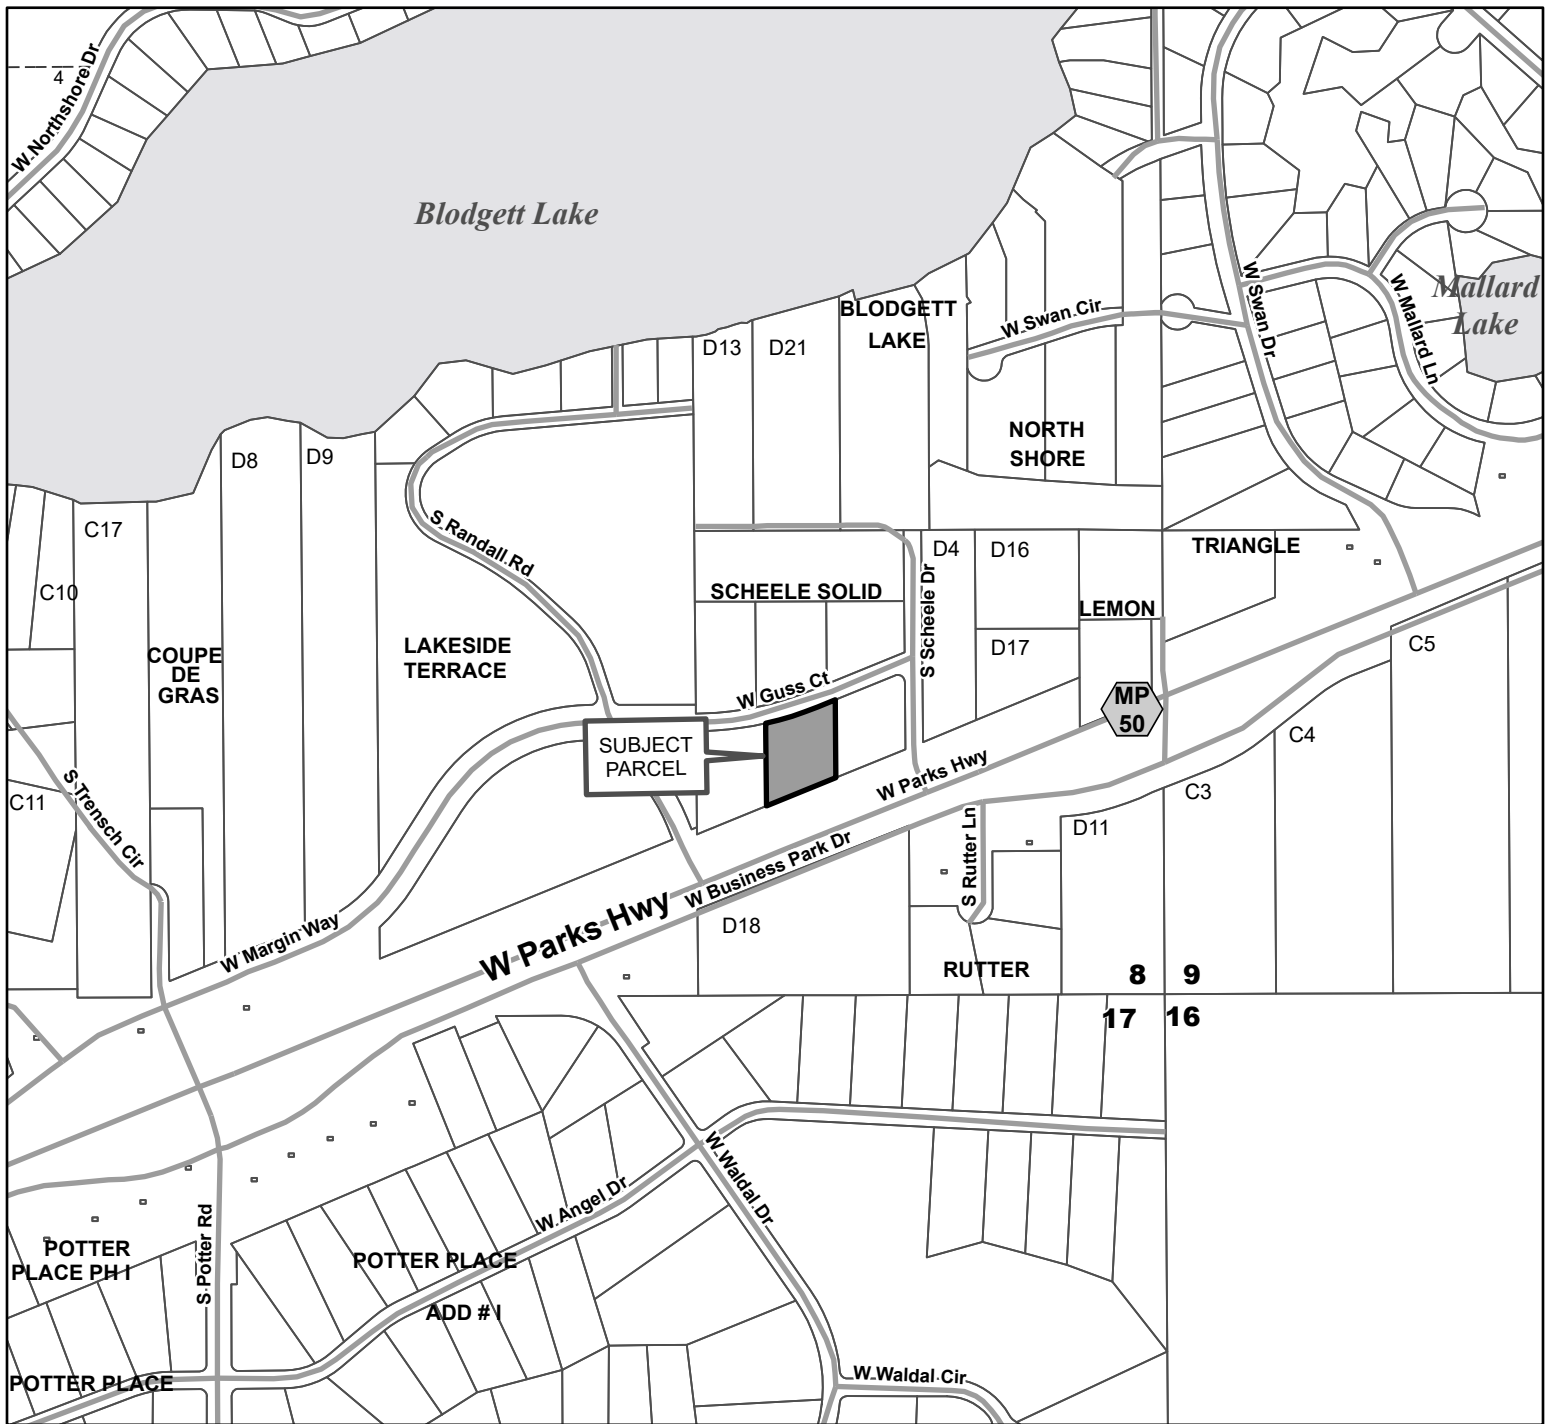 W Northshore Dr
4
Blodgett Lake
Mallard
Lake
W Swan Dr
W Mallard Ln
W Swan Cir
BLODGETT
LAKE
D13
D21
NORTH
SHORE
D8
D9
C17
C10
S Randall Rd
SCHEELE SOLID
S Scheele Dr
D4
D16
TRIANGLE
LEMON
D17
C5
COUPE
DE
GRAS
LAKESIDE
TERRACE
W Guss Ct
MP
50
SUBJECT
PARCEL
C4
C3
C11
S Trensch Cir
W Parks Hwy
W Business Park Dr
S Rutter Ln
D11
W Margin Way
W Parks Hwy
D18
RUTTER
8
9
17
16
W Waldal Dr
W Angel Dr
S Potter Rd
POTTER
PLACE PH I
POTTER PLACE
ADD # I
POTTER PLACE
W Waldal Cir